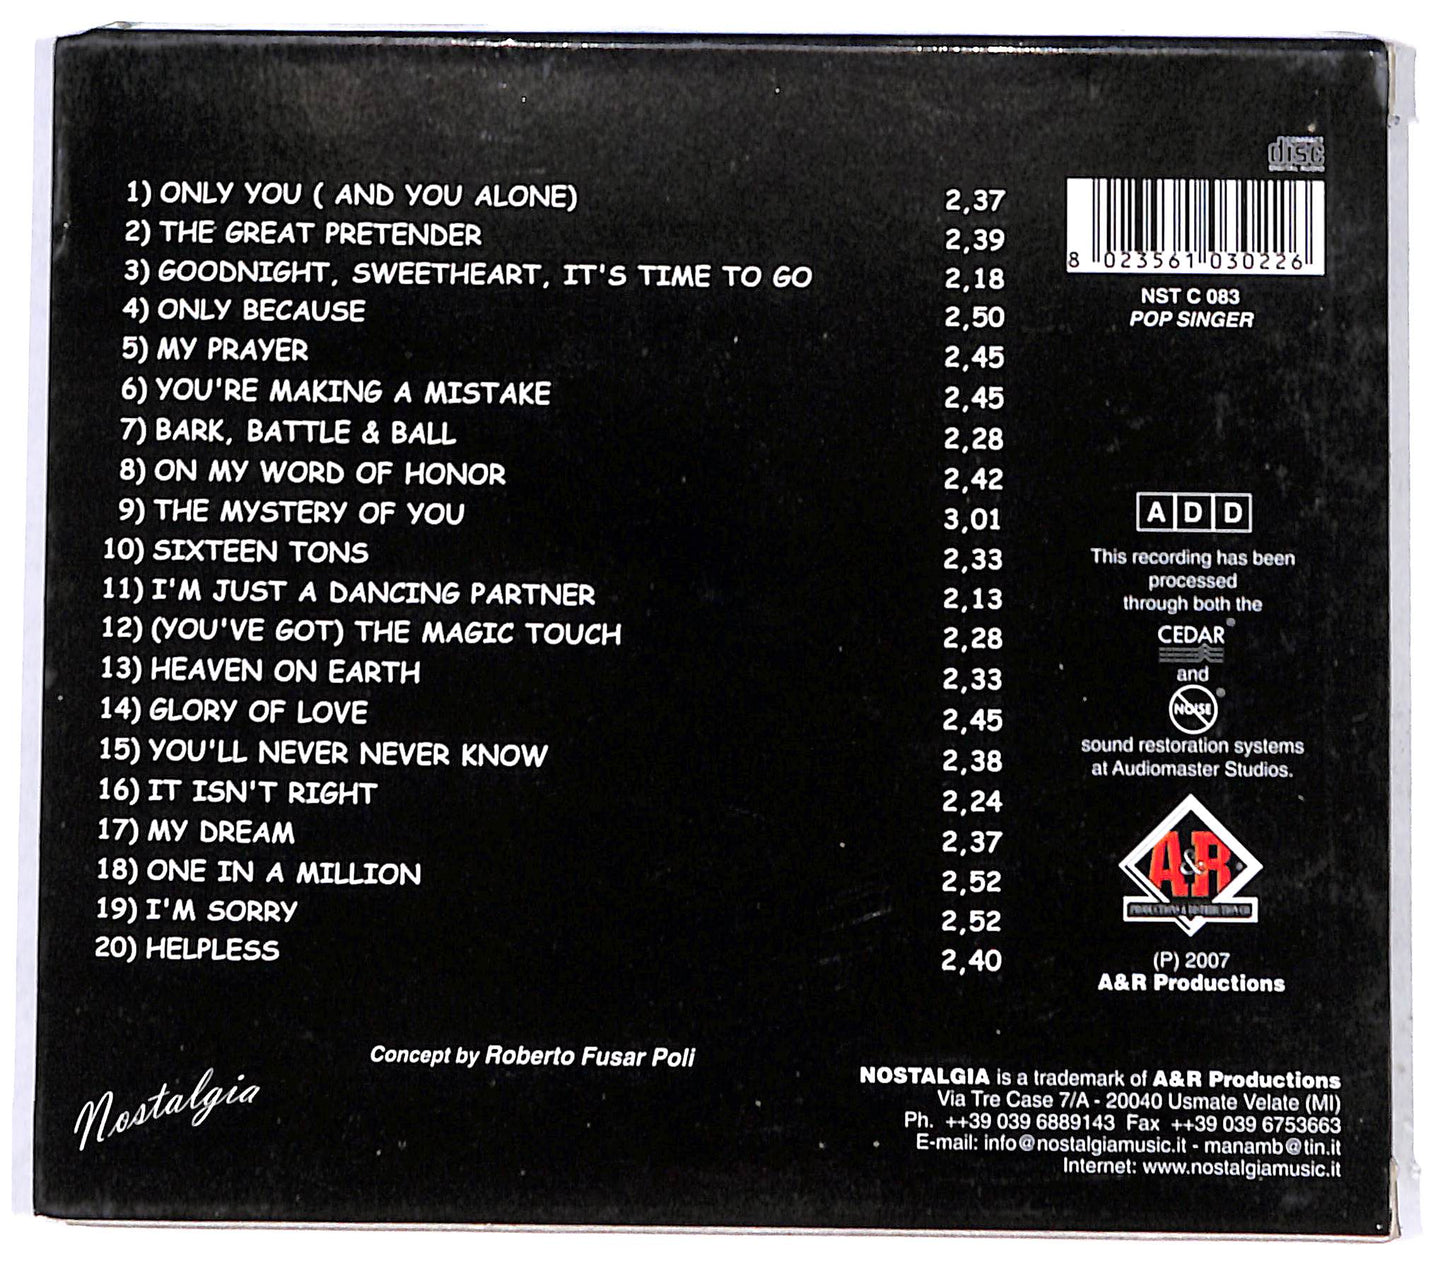 COMPACT
disc
DIGITAL AUDIO
1) ONLY YOU ( AND YOU ALONE) 2,37
2) THE GREAT PRETENDER 2,39
3) GOODNIGHT, SWEETHEART, IT'S TIME TO GO 2,18
4) ONLY BECAUSE 2,50
5) MY PRAYER 2,45
6) YOU'RE MAKING A MISTAKE 2,45
7) BARK, BATTLE & BALL 2,28
8) ON MY WORD OF HONOR 2,42
9) THE MYSTERY OF YOU 3,01
10) SIXTEEN TONS 2,33
11) I'M JUST A DANCING PARTNER 2,13
12) (YOU'VE GOT) THE MAGIC TOUCH 2,28
13) HEAVEN ON EARTH 2,33
14) GLORY OF LOVE 2,45
15) YOU'LL NEVER NEVER KNOW 2,38
16) IT ISN'T RIGHT 2,24
17) MY DREAM 2,37
18) ONE IN A MILLION 2,52
19) I'M SORRY 2,52
20) HELPLESS 2,40
8 023561 030226
NST C 083
POP SINGER
A D D
This recording has been
processed
through both the
CEDAR
and
NOISE
sound restoration systems
at Audiomaster Studios.
A&R
PRODUCTIONS & DISTRIBUTION CO
(P) 2007
A&R Productions
Concept by Roberto Fusar Poli
Nostalgia
NOSTALGIA is a trademark of A&R Productions
Via Tre Case 7/A - 20040 Usmate Velate (MI)
Ph. ++39 039 6889143 Fax ++39 039 6753663
E-mail: info@nostalgiamusic.it - manamb@tin.it
Internet: www.nostalgiamusic.it